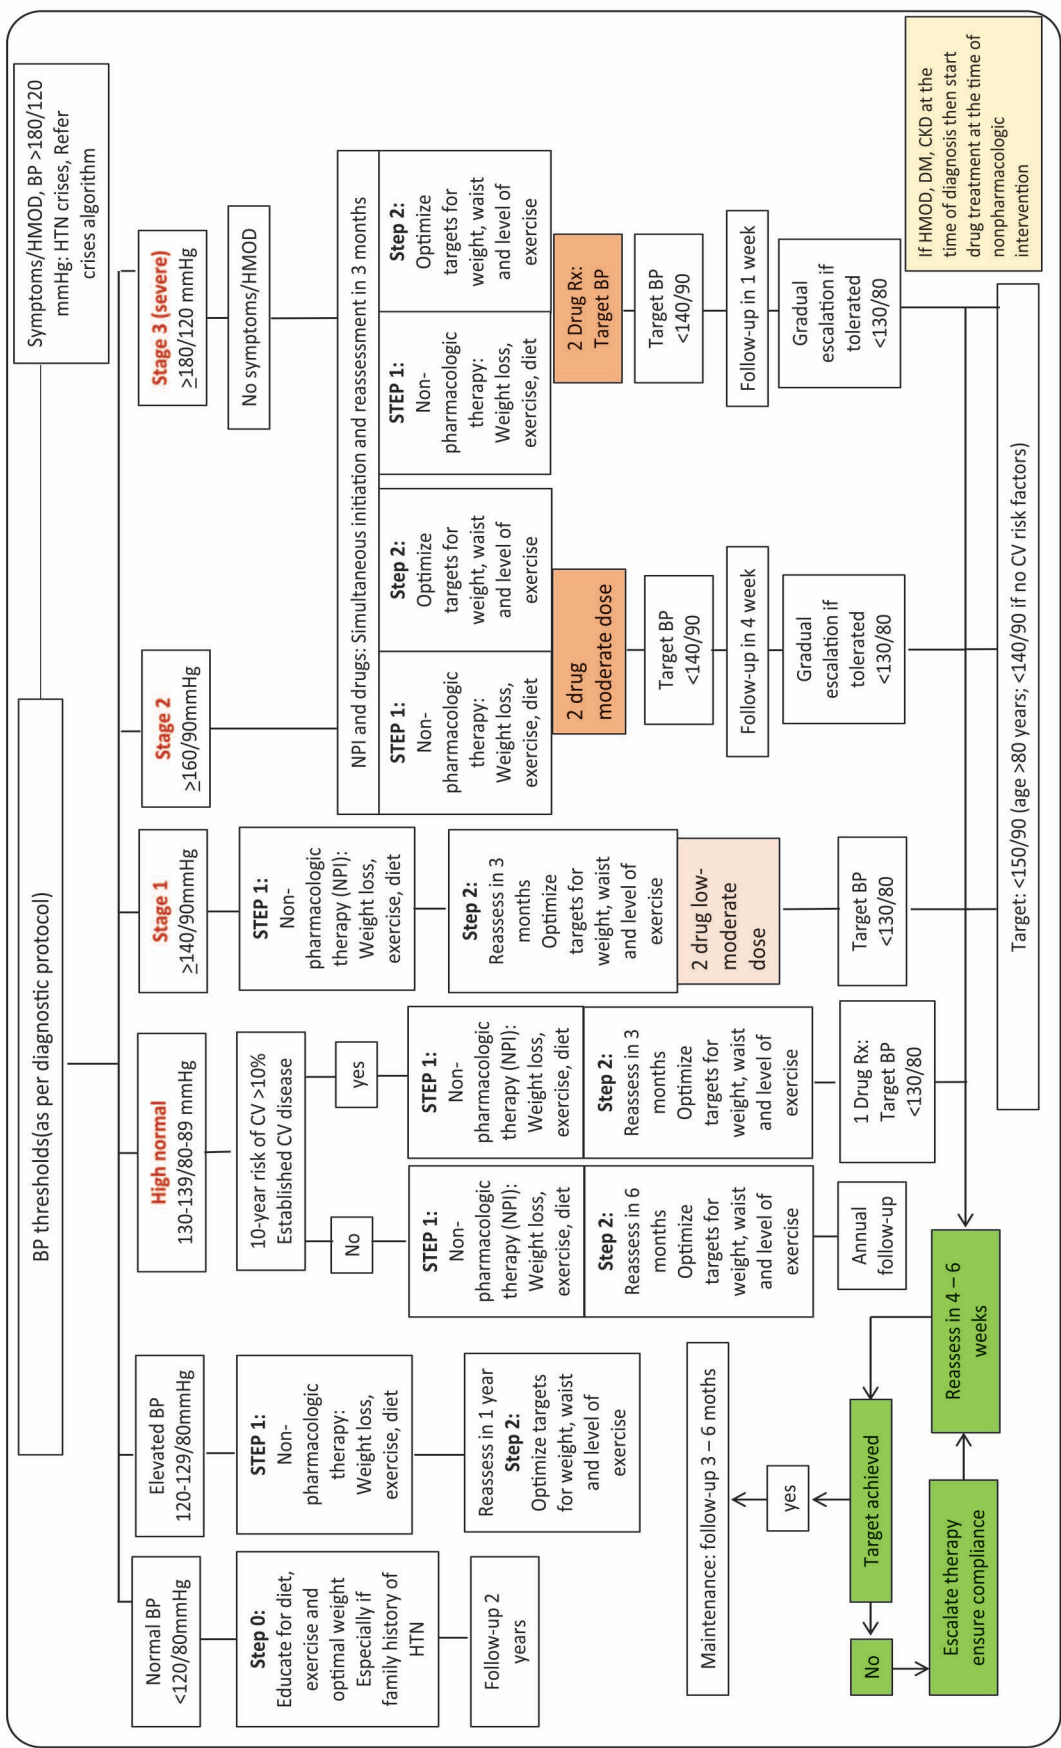 BP thresholds(as per diagnostic protocol)
Symptoms/HMOD, BP >180/120
mmHg: HTN crises, Refer
crises algorithm
Normal BP
<120/80mmHg
Step 0:
Educate for diet,
exercise and
optimal weight
Especially if
family history of
HTN
Follow-up 2
years
Elevated BP
120-129/80mmHg
STEP 1:
Non-
pharmacologic
therapy:
Weight loss,
exercise, diet
Reassess in 1 year
Step 2:
Optimize targets
for weight, waist
and level of
exercise
High normal
130-139/80-89 mmHg
10-year risk of CV >10%
Established CV disease
No
STEP 1:
Non-
pharmacologic
therapy (NPI):
Weight loss,
exercise, diet
Step 2:
Reassess in 6
months
Optimize
targets for
weight, waist
and level of
exercise
Annual
follow-up
yes
STEP 1:
Non-
pharmacologic
therapy (NPI):
Weight loss,
exercise, diet
Step 2:
Reassess in 3
months
Optimize
targets for
weight, waist
and level of
exercise
1 Drug Rx:
Target BP
<130/80
Stage 1
≥140/90mmHg
STEP 1:
Non-
pharmacologic
therapy (NPI):
Weight loss,
exercise, diet
Step 2:
Reassess in 3
months
Optimize
targets for
weight, waist
and level of
exercise
2 drug low-
moderate
dose
Target BP
<130/80
Stage 2
≥160/90mmHg
Stage 3 (severe)
≥180/120 mmHg
No symptoms/HMOD
NPI and drugs: Simultaneous initiation and reassessment in 3 months
STEP 1:
Non-
pharmacologic
therapy:
Weight loss,
exercise, diet
Step 2:
Optimize
targets for
weight, waist
and level of
exercise
2 drug
moderate dose
Target BP
<140/90
Follow-up in 4 week
Gradual
escalation if
tolerated
<130/80
STEP 1:
Non-
pharmacologic
therapy:
Weight loss,
exercise, diet
Step 2:
Optimize
targets for
weight, waist
and level of
exercise
2 Drug Rx:
Target BP
Target BP
<140/90
Follow-up in 1 week
Gradual
escalation if
tolerated
<130/80
If HMOD, DM, CKD at the
time of diagnosis then start
drug treatment at the time of
nonpharmacologic
intervention
Target: <150/90 (age >80 years; <140/90 if no CV risk factors)
Reassess in 4 – 6
weeks
Target achieved
yes
Maintenance: follow-up 3 – 6 moths
No
Escalate therapy
ensure compliance